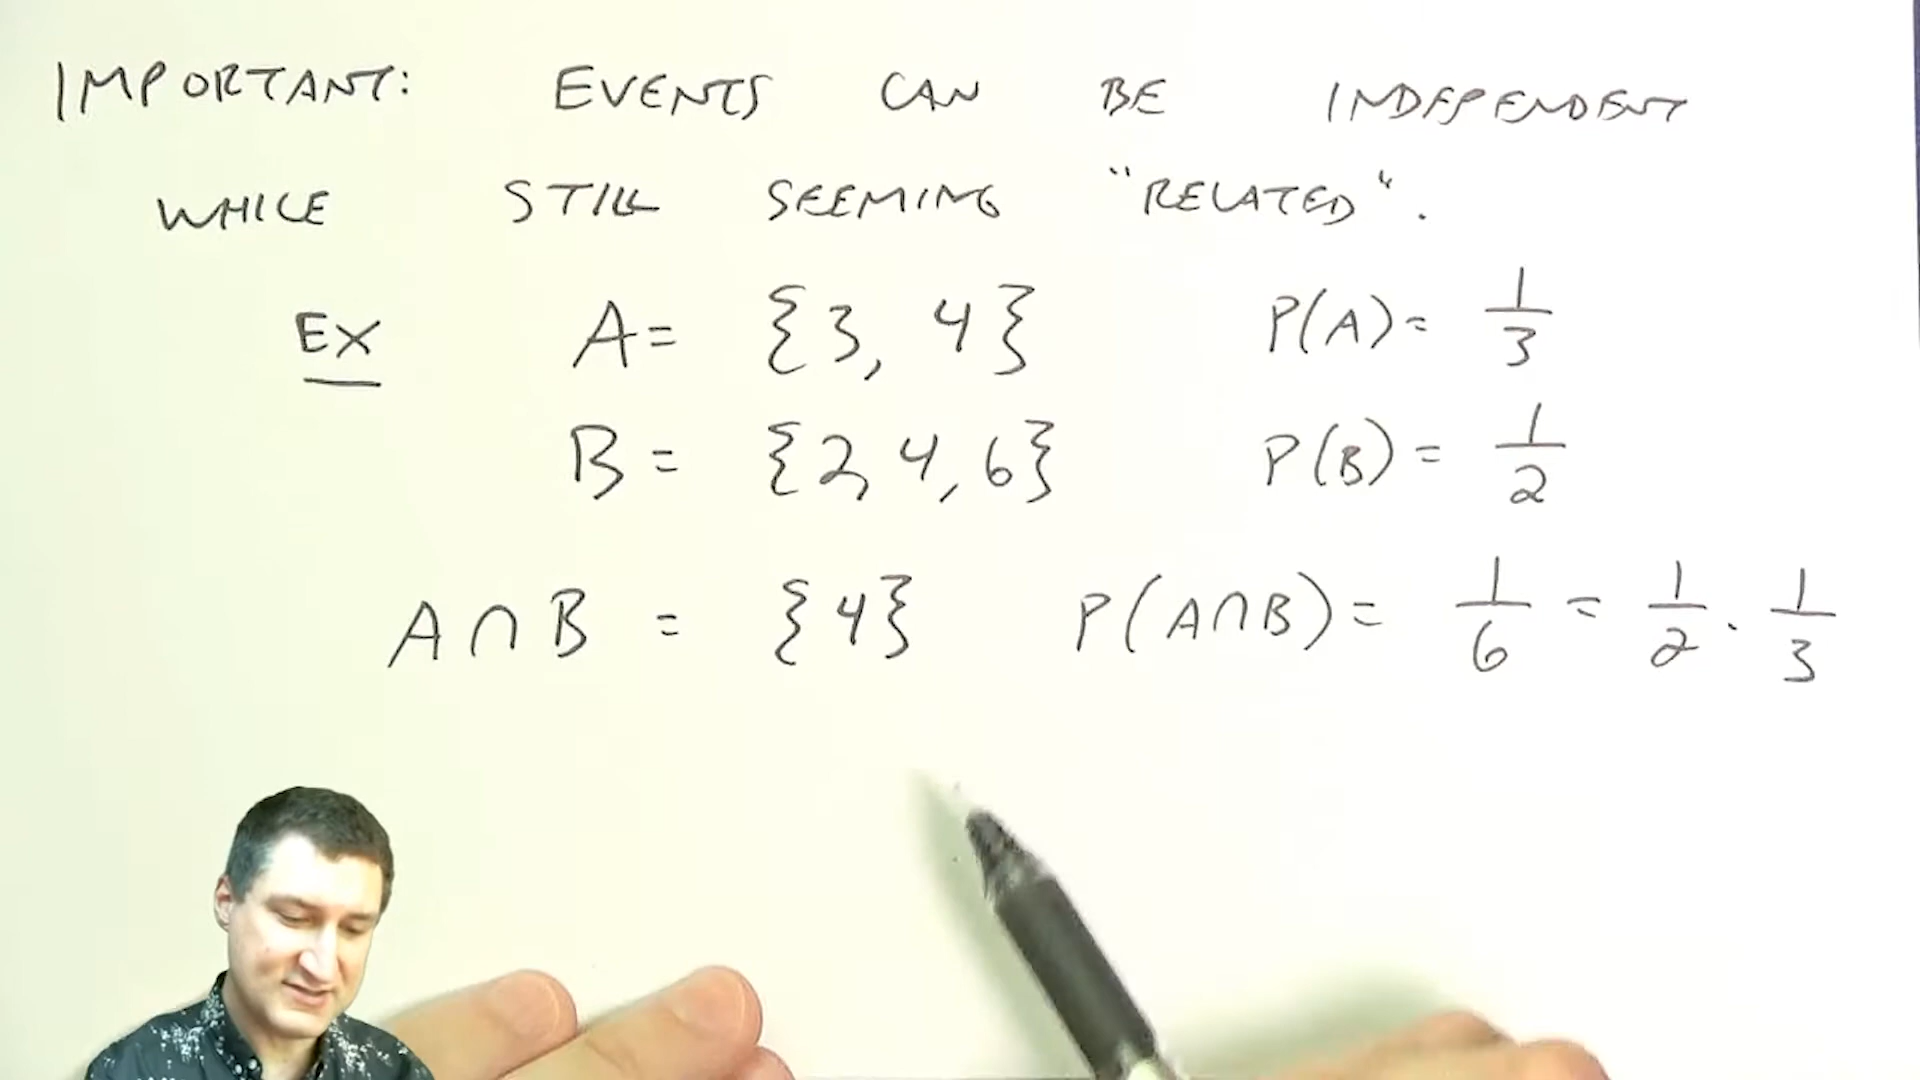 IMPORTANT: EVENTS CAN BE INDEPENDENT
WHILE STILL SEEMING "RELATED".
EX A = {3, 4} P(A) = 1/3
B = {2, 4, 6} P(B) = 1/2
A ∩ B = {4} P(A∩B) = 1/6 = 1/2 · 1/3